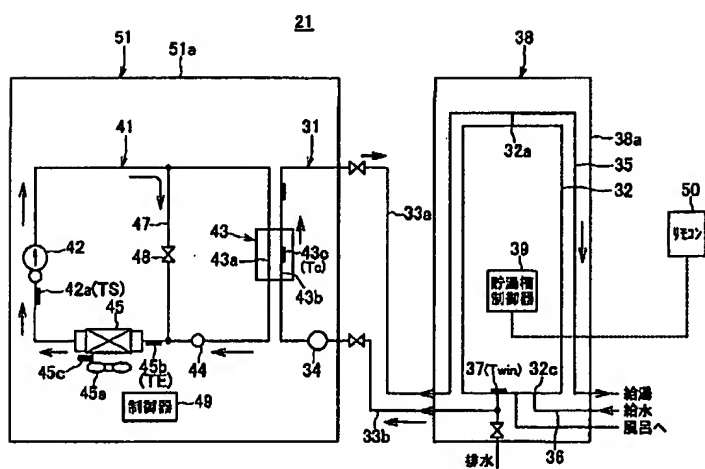 21
51
51a
38
41
31
32a
38a
35
32
33a
47
50
リモコン
42
48
43
43c
(Tc)
43a
43b
39
貯湯槽
制御器
42a(TS)
45
45b
(TE)
44
34
37(Twin)
32c
45c
45a
制御器
49
33b
給湯
給水
36
風呂へ
排水